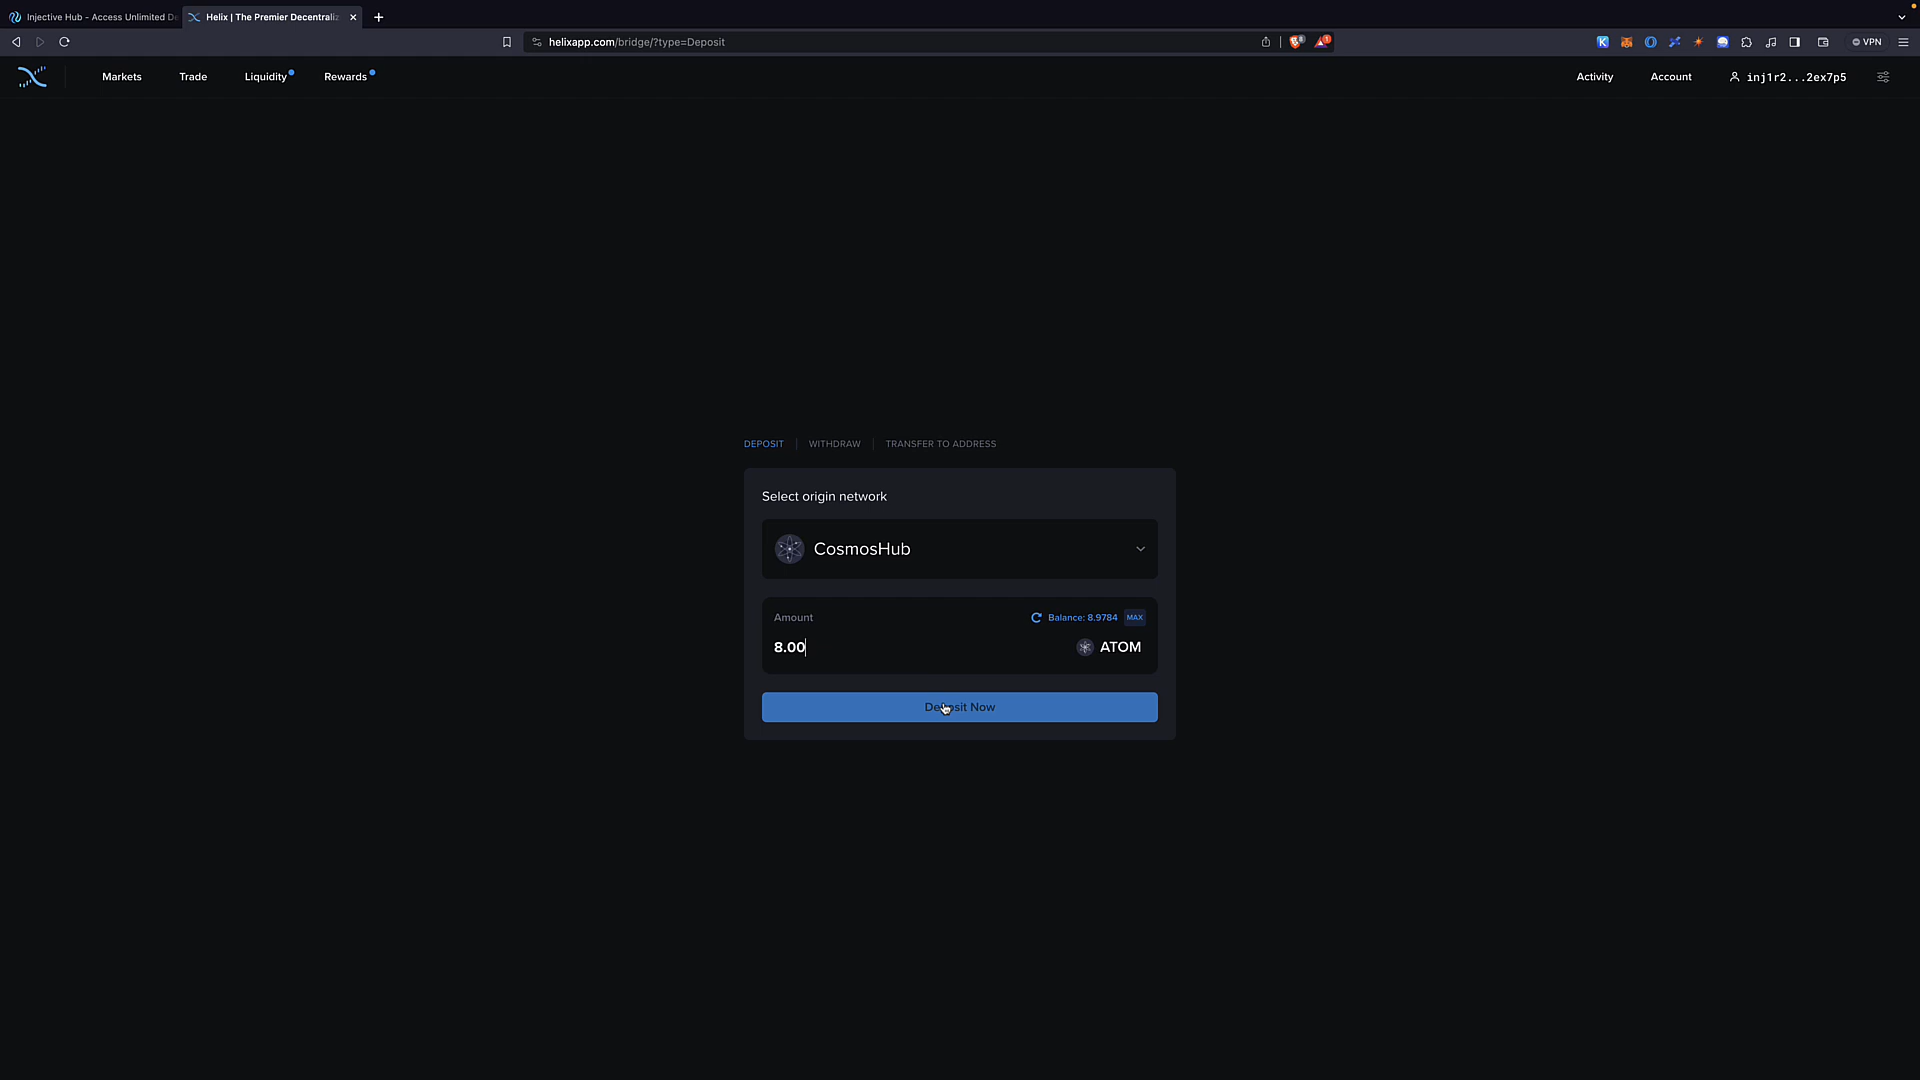 Injective Hub - Access Unlimited De
Helix | The Premier Decentraliz
helixapp.com/bridge/?type=Deposit
VPN
Markets
Trade
Liquidity
Rewards
Activity
Account
inj1r2...2ex7p5
DEPOSIT
WITHDRAW
TRANSFER TO ADDRESS
Select origin network
CosmosHub
Amount
Balance: 8.9784
MAX
8.00
ATOM
Deposit Now